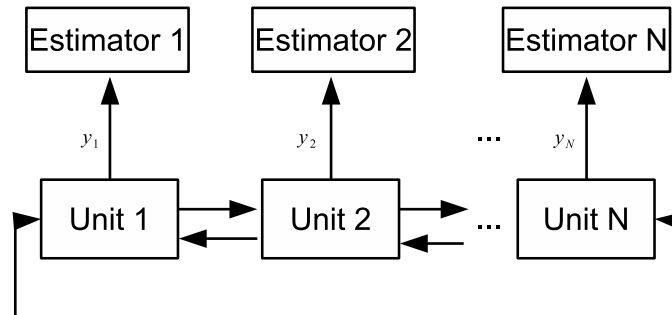 Estimator 1 Estimator 2 Estimator N
y1 y2 ... yN
Unit 1 Unit 2 ... Unit N